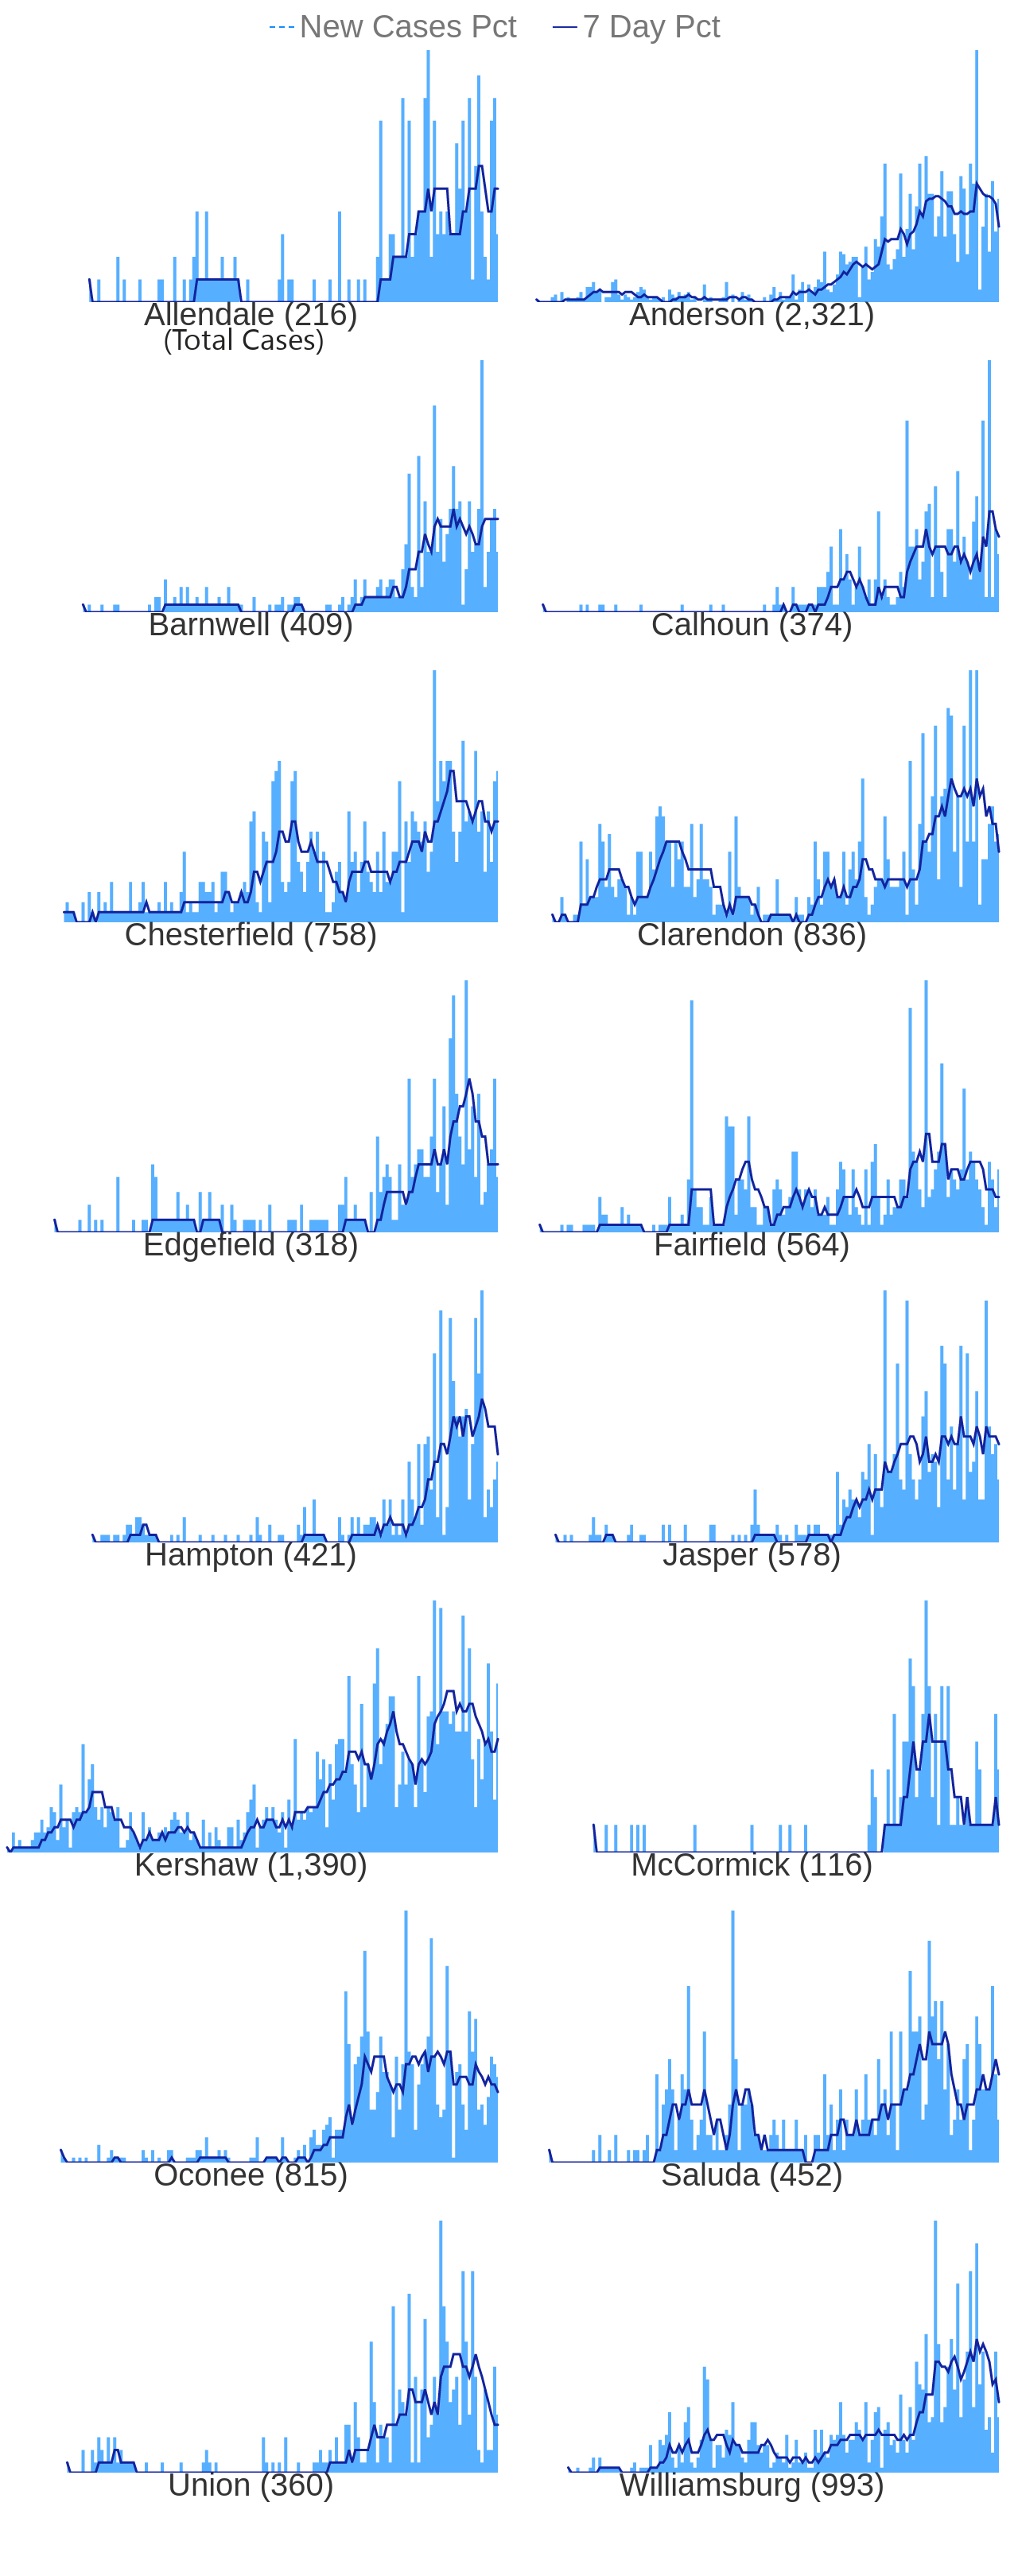 New Cases Pct 7 Day Pct
Allendale (216) Anderson (2,321)
(Total Cases)
Barnwell (409) Calhoun (374)
Chesterfield (758) Clarendon (836)
Edgefield (318) Fairfield (564)
Hampton (421) Jasper (578)
Kershaw (1,390) McCormick (116)
Oconee (815) Saluda (452)
Union (360) Williamsburg (993)